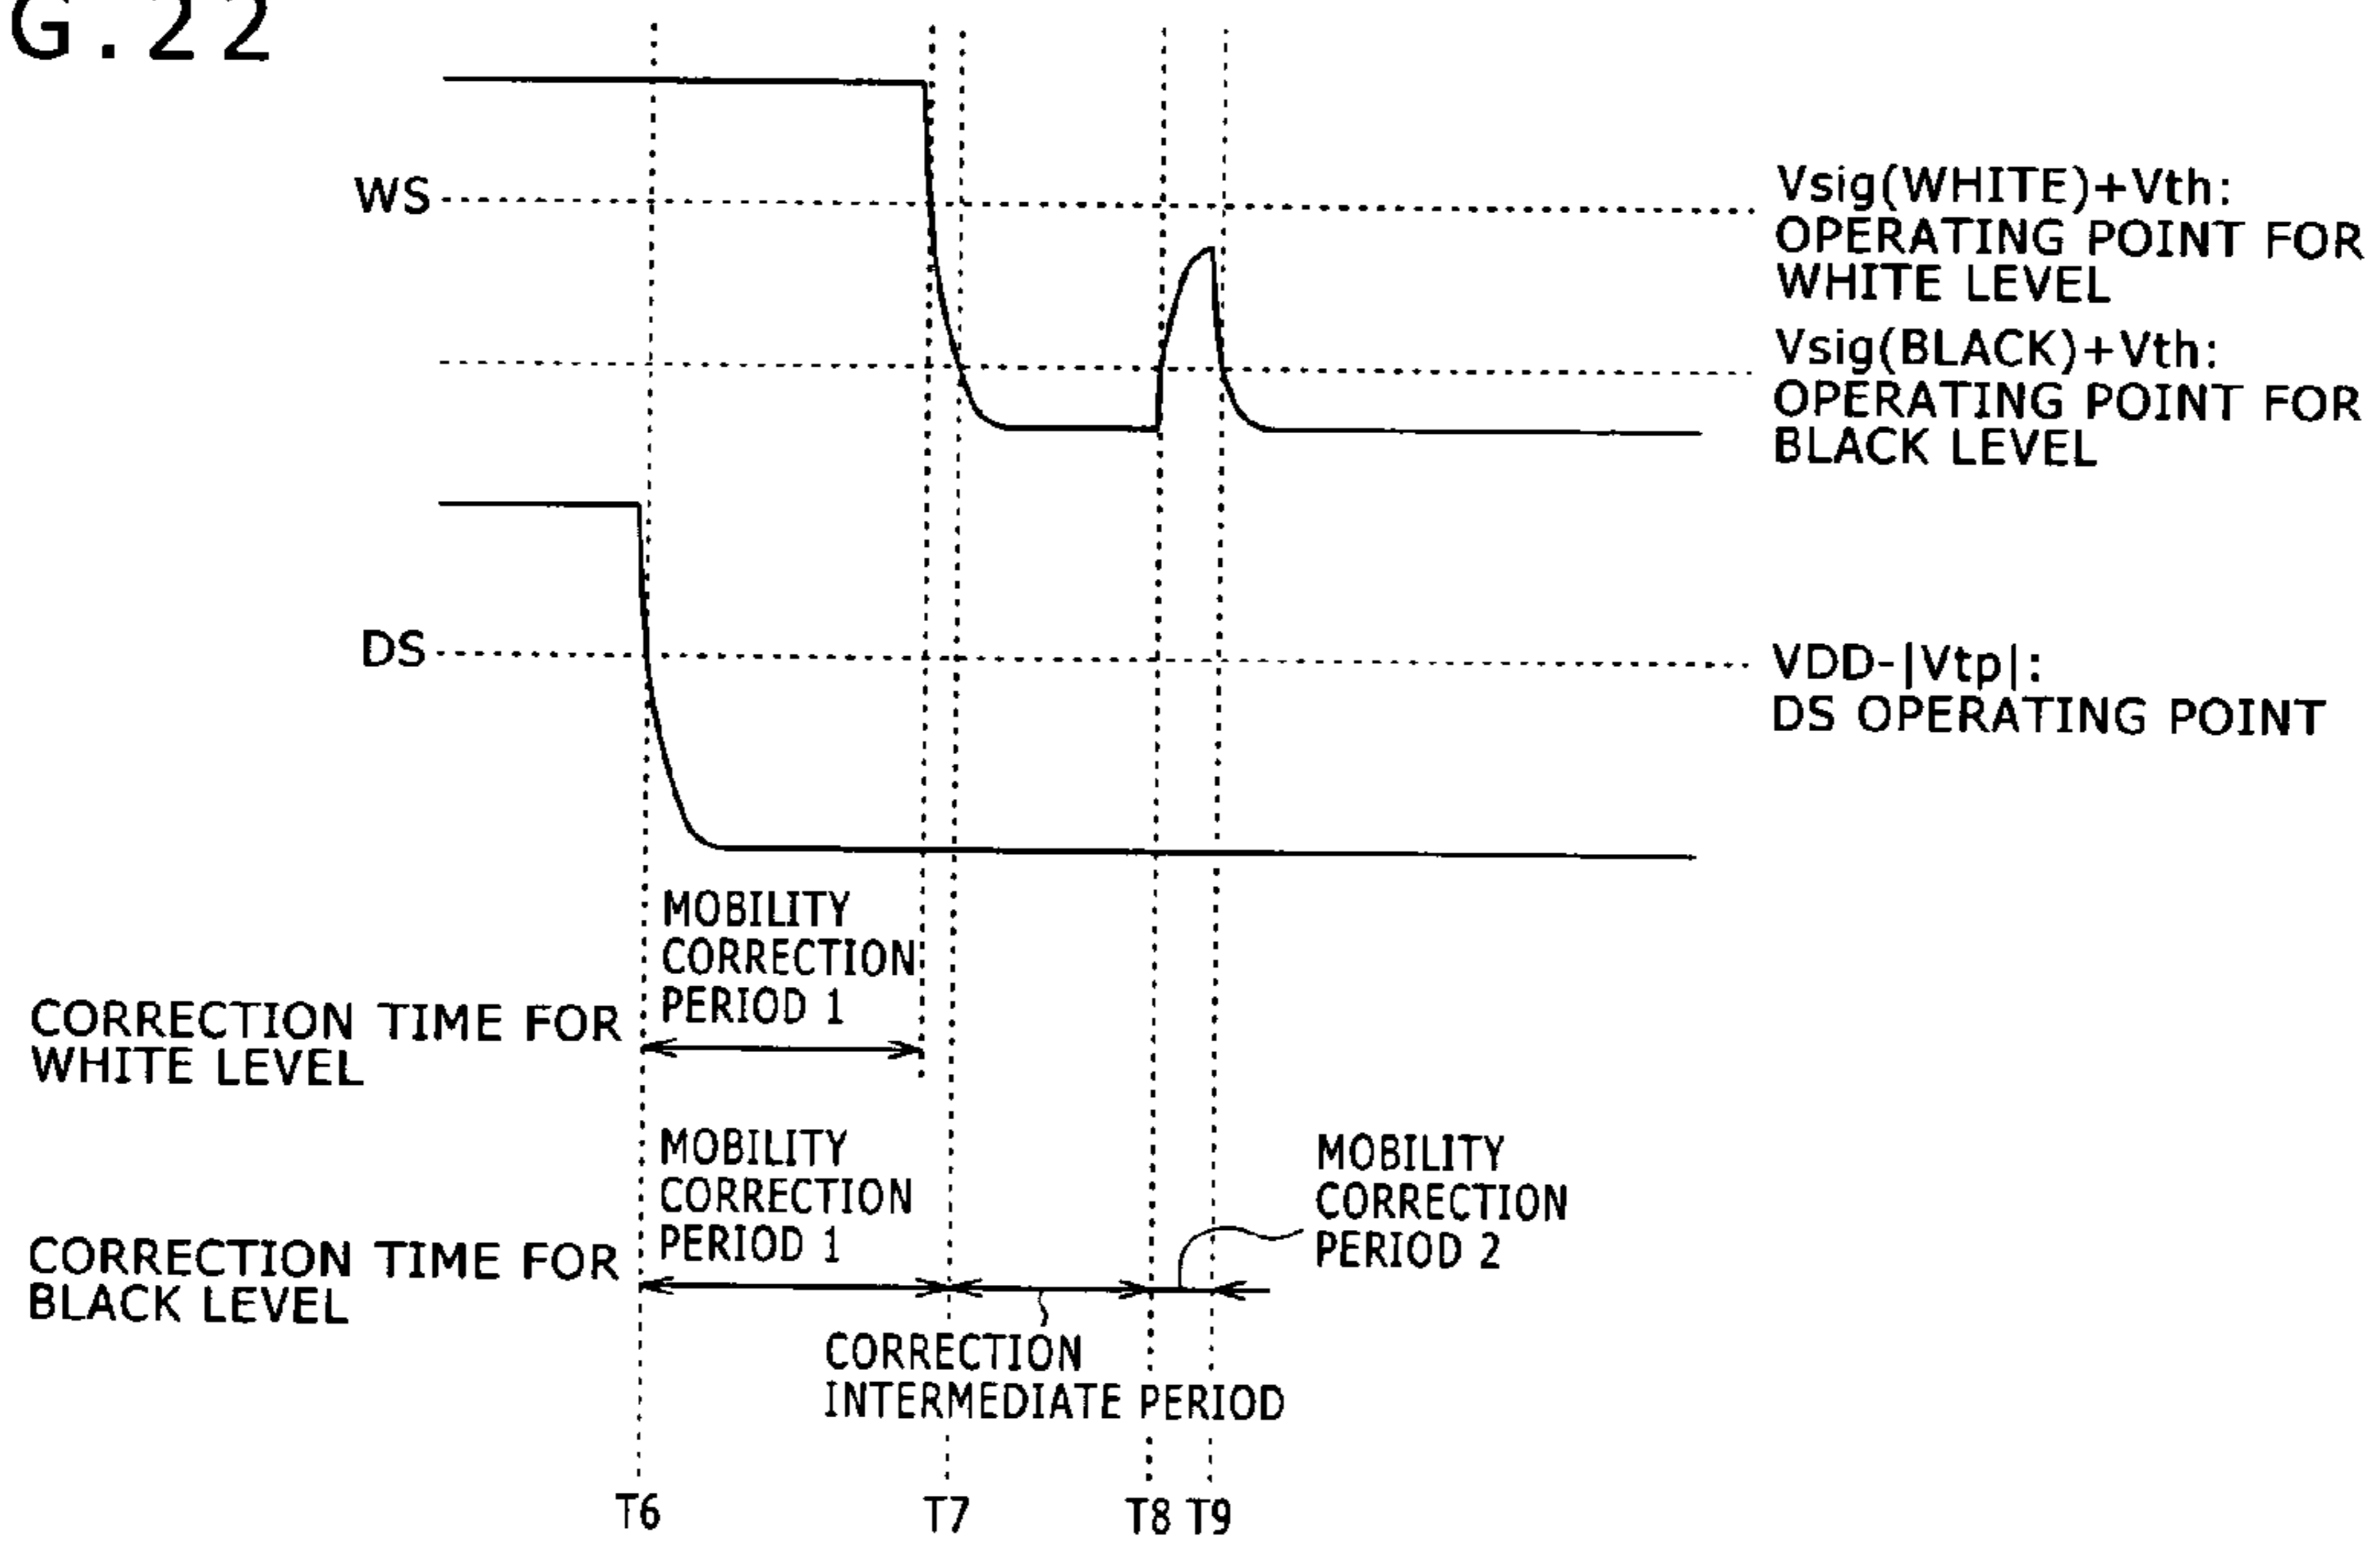 G.22
WS
Vsig(WHITE)+Vth:
OPERATING POINT FOR
WHITE LEVEL
Vsig(BLACK)+Vth:
OPERATING POINT FOR
BLACK LEVEL
DS
VDD-|Vtp|:
DS OPERATING POINT
MOBILITY
CORRECTION
PERIOD 1
CORRECTION TIME FOR
WHITE LEVEL
MOBILITY
CORRECTION
PERIOD 1
MOBILITY
CORRECTION
PERIOD 2
CORRECTION TIME FOR
BLACK LEVEL
CORRECTION
INTERMEDIATE PERIOD
T6
T7
T8
T9